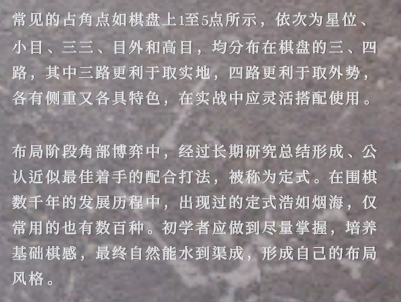 常见的占角点如棋盘上1至5点所示，依次为星位、
小目、三三、目外和高目，均分布在棋盘的三、四
路，其中三路更利于取实地，四路更利于取外势，
各有侧重又各具特色，在实战中应灵活搭配使用。
布局阶段角部博弈中，经过长期研究总结形成、公
认近似最佳着手的配合打法，被称为定式。在围棋
数千年的发展历程中，出现过的定式浩如烟海，仅
常用的也有数百种。初学者应做到尽量掌握，培养
基础棋感，最终自然能水到渠成，形成自己的布局
风格。